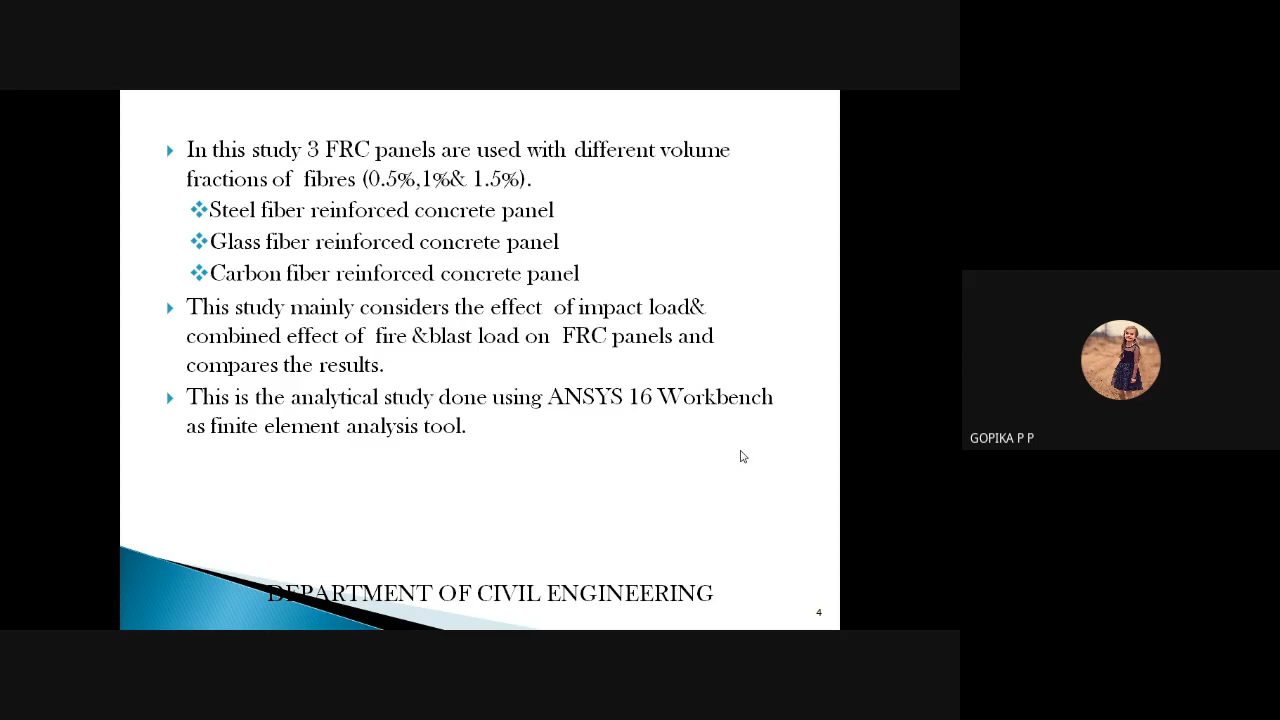 In this study 3 FRC panels are used with different volume
fractions of fibres (0.5%,1%& 1.5%).
Steel fiber reinforced concrete panel
Glass fiber reinforced concrete panel
Carbon fiber reinforced concrete panel
This study mainly considers the effect of impact load&
combined effect of fire &blast load on FRC panels and
compares the results.
This is the analytical study done using ANSYS 16 Workbench
as finite element analysis tool.
DEPARTMENT OF CIVIL ENGINEERING
4
GOPIKA P P